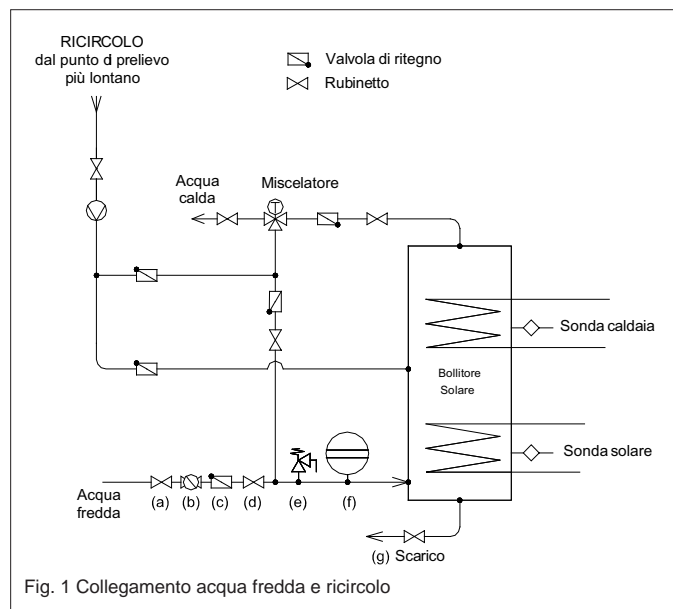 RICIRCOLO
dal punto di prelievo
più lontano
Valvola di ritegno
Rubinetto
Acqua
calda
Miscelatore
Sonda caldaia
Bollitore
Solare
Sonda solare
Acqua
fredda
(a) (b) (c) (d) (e) (f)
(g) Scarico
Fig. 1 Collegamento acqua fredda e ricircolo